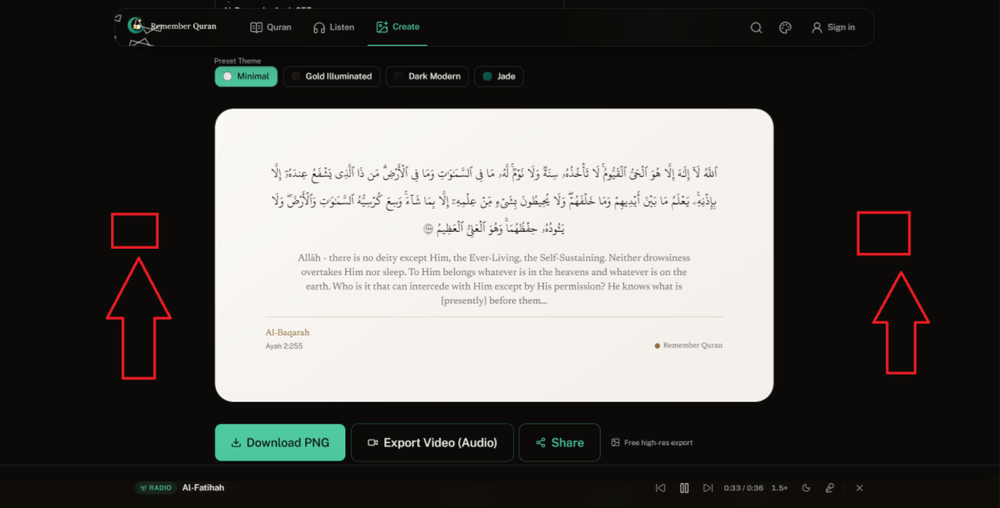 Remember Quran
Quran
Listen
Create
Sign in
Preset Theme
Minimal
Gold Illuminated
Dark Modern
Jade
ٱللَّهُ لَآ إِلَٰهَ إِلَّا هُوَ ٱلْحَىُّ ٱلْقَيُّومُ ۚ لَا تَأْخُذُهُۥ سِنَةٌ وَلَا نَوْمٌ ۚ لَّهُۥ مَا فِى ٱلسَّمَٰوَٰتِ وَمَا فِى ٱلْأَرْضِ ۗ مَن ذَا ٱلَّذِى يَشْفَعُ عِندَهُۥٓ إِلَّا
بِإِذْنِهِۦ ۚ يَعْلَمُ مَا بَيْنَ أَيْدِيهِمْ وَمَا خَلْفَهُمْ ۖ وَلَا يُحِيطُونَ بِشَىْءٍ مِّنْ عِلْمِهِۦٓ إِلَّا بِمَا شَآءَ ۚ وَسِعَ كُرْسِيُّهُ ٱلسَّمَٰوَٰتِ وَٱلْأَرْضَ ۖ وَلَا
يَـُٔودُهُۥ حِفْظُهُمَا ۚ وَهُوَ ٱلْعَلِىُّ ٱلْعَظِيمُ ٢٥٥
Allāh - there is no deity except Him, the Ever-Living, the Self-Sustaining. Neither drowsiness
overtakes Him nor sleep. To Him belongs whatever is in the heavens and whatever is on the
earth. Who is it that can intercede with Him except by His permission? He knows what is
[presently] before them...
Al-Baqarah
Ayah 2:255
Remember Quran
Download PNG
Export Video (Audio)
Share
Free high-res export
RADIO
Al-Fatihah
0:33 / 0:36
1.5×